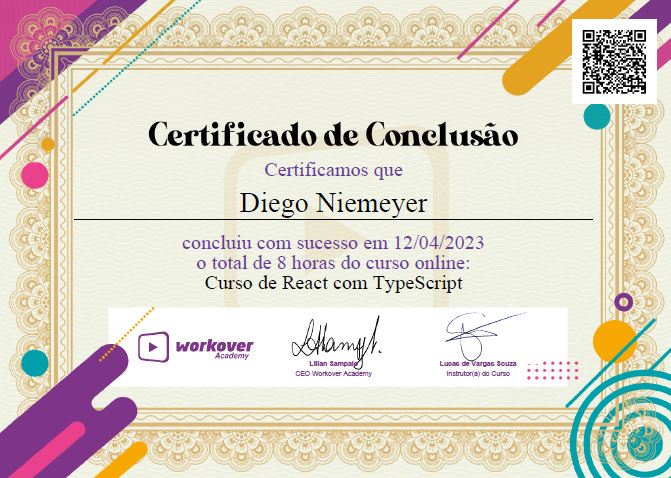 Certificado de Conclusão
Certificamos que
Diego Niemeyer
concluiu com sucesso em 12/04/2023
o total de 8 horas do curso online:
Curso de React com TypeScript
workover
Academy
Lilian Sampaio
CEO Workover Academy
Lucas de Vargas Souza
Instrutor(a) do Curso